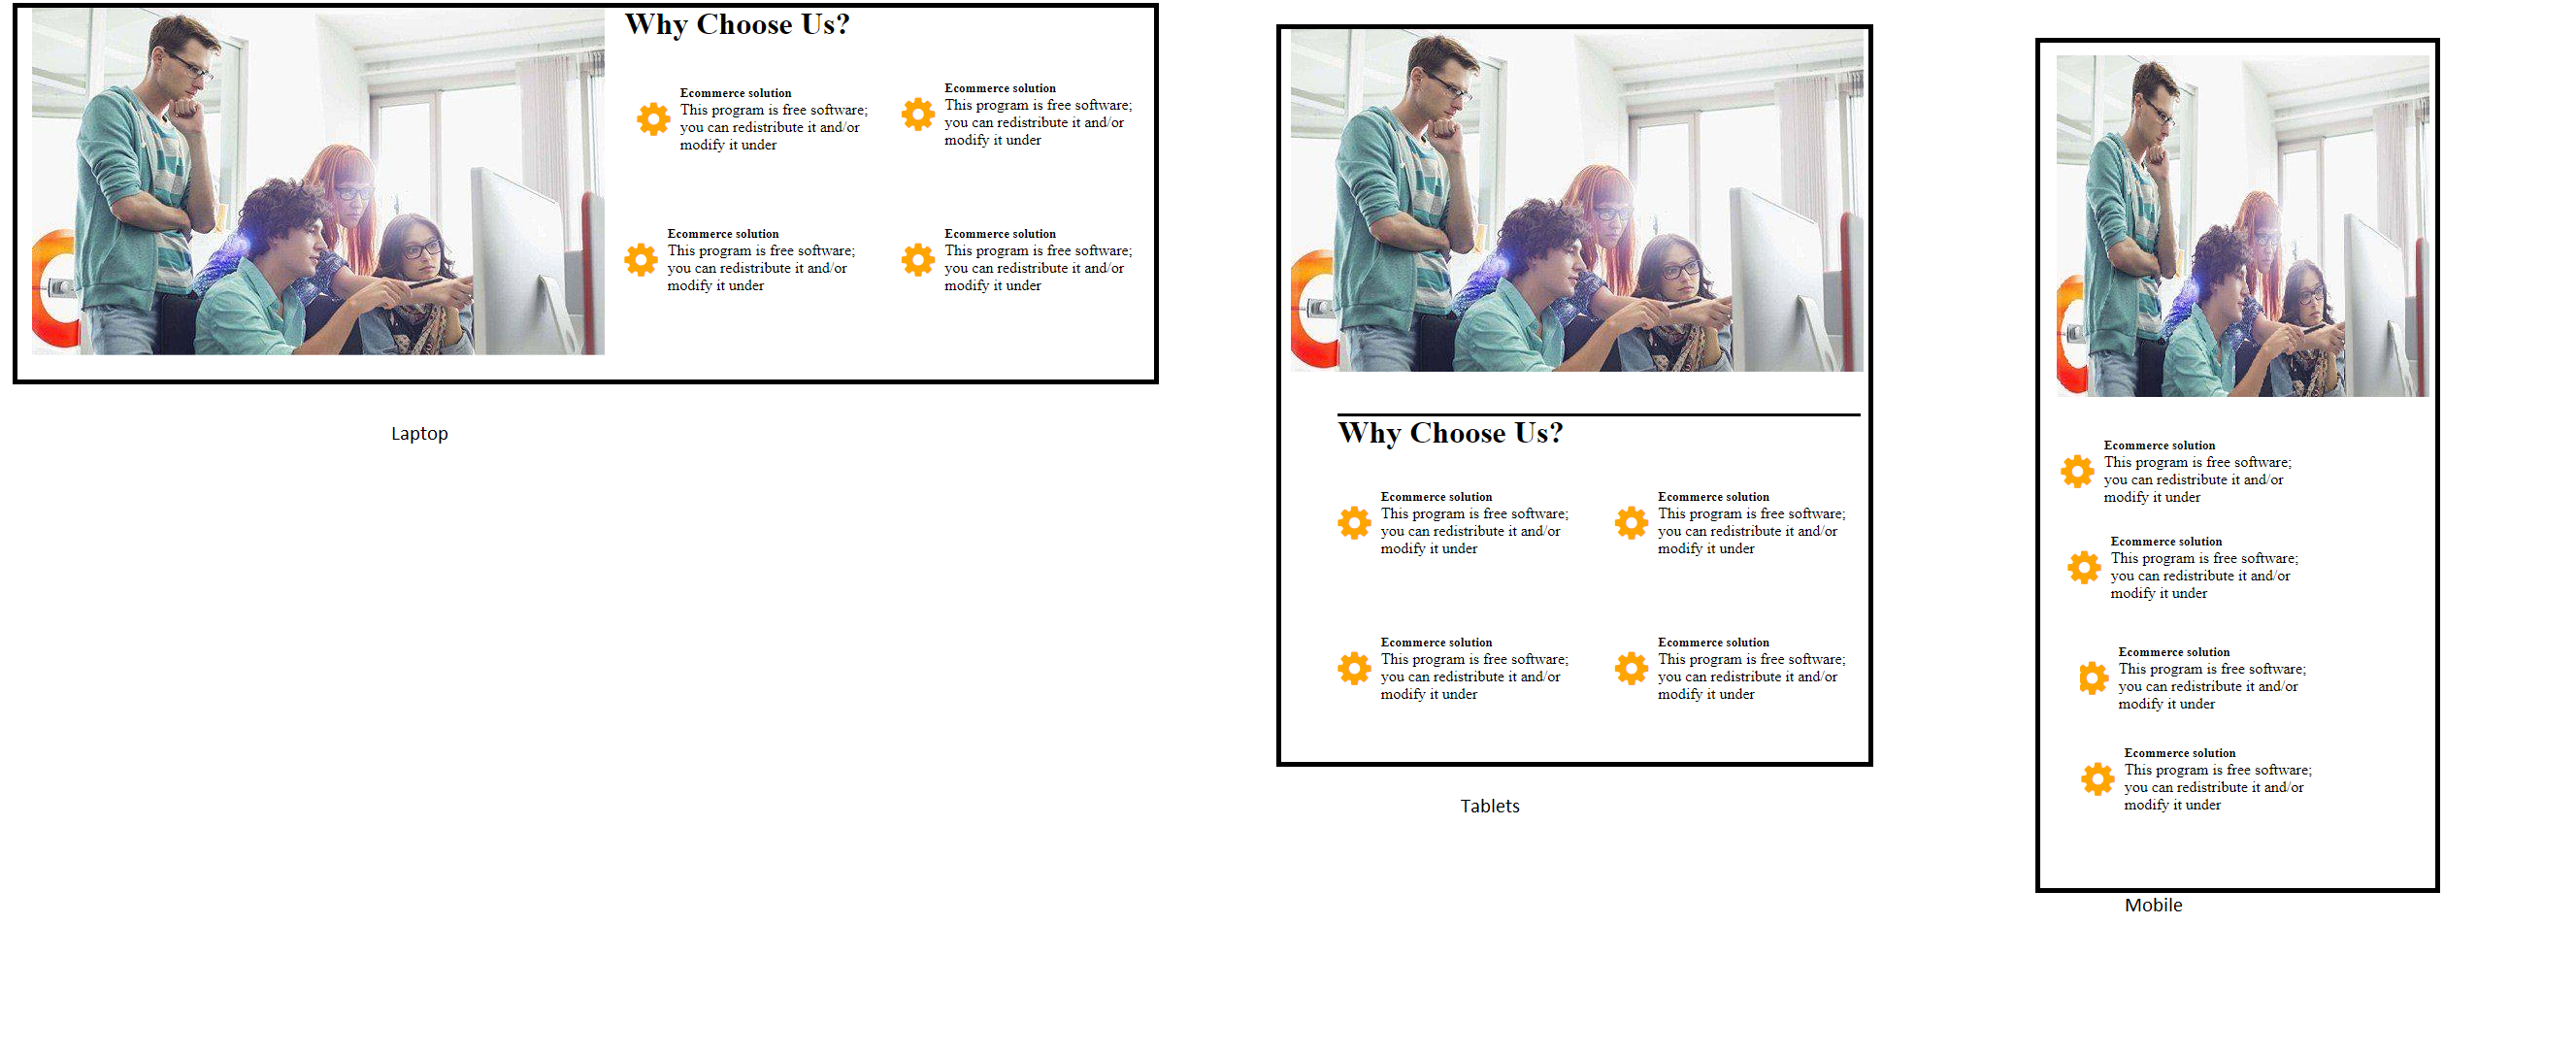 Why Choose Us?
Ecommerce solution
This program is free software;
you can redistribute it and/or
modify it under
Ecommerce solution
This program is free software;
you can redistribute it and/or
modify it under
Ecommerce solution
This program is free software;
you can redistribute it and/or
modify it under
Ecommerce solution
This program is free software;
you can redistribute it and/or
modify it under
Laptop
Why Choose Us?
Ecommerce solution
This program is free software;
you can redistribute it and/or
modify it under
Ecommerce solution
This program is free software;
you can redistribute it and/or
modify it under
Ecommerce solution
This program is free software;
you can redistribute it and/or
modify it under
Ecommerce solution
This program is free software;
you can redistribute it and/or
modify it under
Tablets
Ecommerce solution
This program is free software;
you can redistribute it and/or
modify it under
Ecommerce solution
This program is free software;
you can redistribute it and/or
modify it under
Ecommerce solution
This program is free software;
you can redistribute it and/or
modify it under
Ecommerce solution
This program is free software;
you can redistribute it and/or
modify it under
Mobile